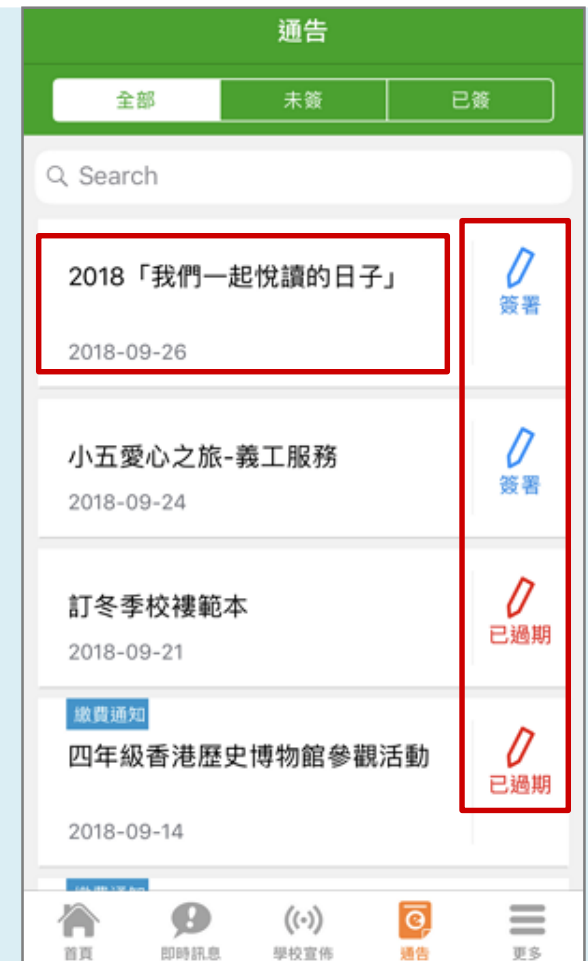 通告
全部 未簽 已簽
Search
2018「我們一起悅讀的日子」
簽署
2018-09-26
小五愛心之旅-義工服務
簽署
2018-09-24
訂冬季校褸範本
已過期
2018-09-21
繳費通知
四年級香港歷史博物館參觀活動
已過期
2018-09-14
首頁 即時訊息 學校宣佈 通告 更多